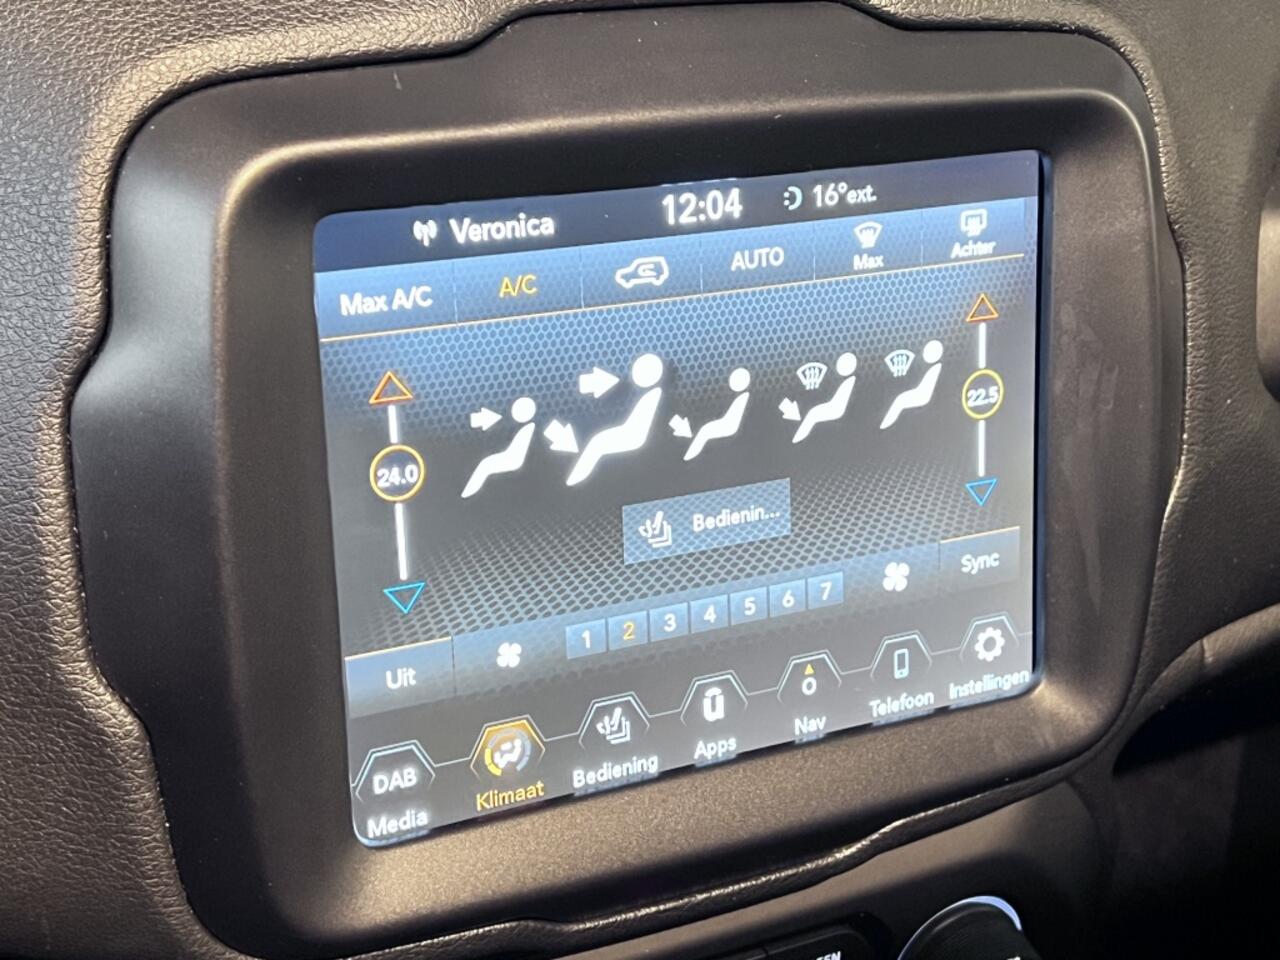 Veronica 12:04 16°ext.
Max A/C A/C AUTO Max Achter
24.0 22.5
Bedienin...
Uit 1 2 3 4 5 6 7 Sync
DAB
Media Klimaat Bediening Apps Nav Telefoon Instellingen